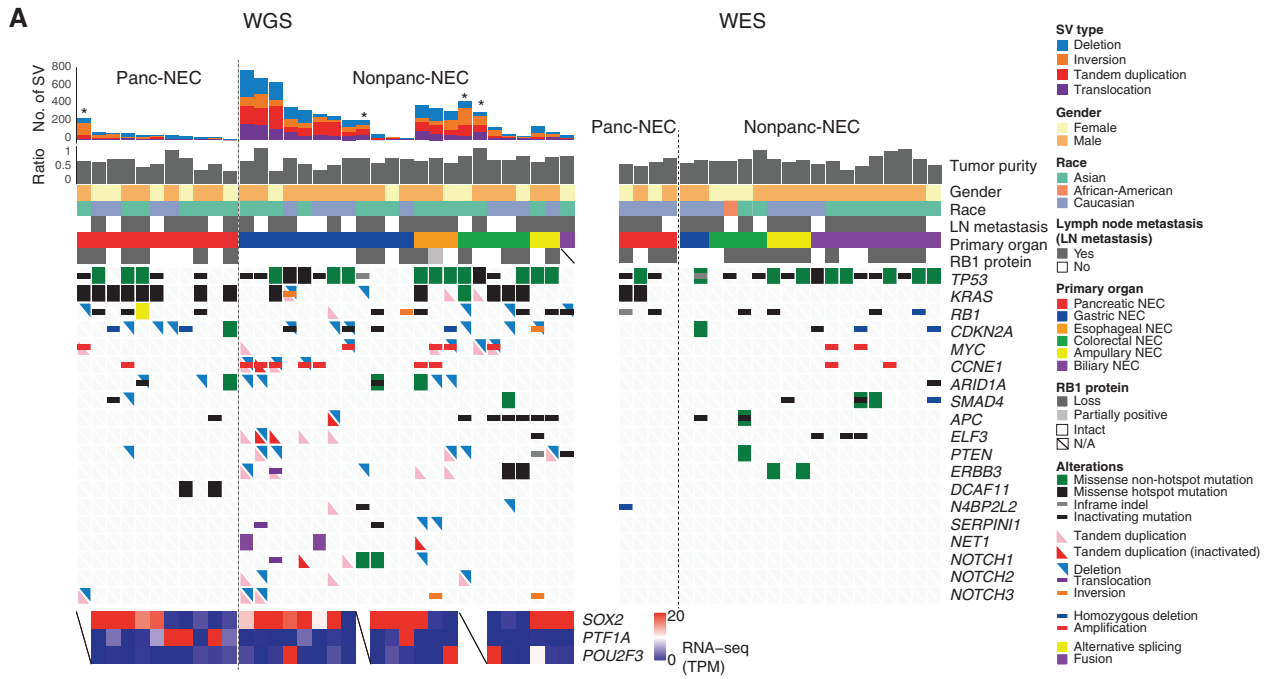 A
WGS
WES
No. of SV
800
600
400
200
0
Panc-NEC
Nonpanc-NEC
*
*
*
*
Panc-NEC
Nonpanc-NEC
Ratio
1
0.5
0
Tumor purity
Gender
Race
LN metastasis
Primary organ
RB1 protein
TP53
KRAS
RB1
CDKN2A
MYC
CCNE1
ARID1A
SMAD4
APC
ELF3
PTEN
ERBB3
DCAF11
N4BP2L2
SERPINI1
NET1
NOTCH1
NOTCH2
NOTCH3
SOX2
PTF1A
POU2F3
20
0
RNA–seq
(TPM)
SV type
Deletion
Inversion
Tandem duplication
Translocation
Gender
Female
Male
Race
Asian
African-American
Caucasian
Lymph node metastasis
(LN metastasis)
Yes
No
Primary organ
Pancreatic NEC
Gastric NEC
Esophageal NEC
Colorectal NEC
Ampullary NEC
Biliary NEC
RB1 protein
Loss
Partially positive
Intact
N/A
Alterations
Missense non-hotspot mutation
Missense hotspot mutation
Inframe indel
Inactivating mutation
Tandem duplication
Tandem duplication (inactivated)
Deletion
Translocation
Inversion
Homozygous deletion
Amplification
Alternative splicing
Fusion